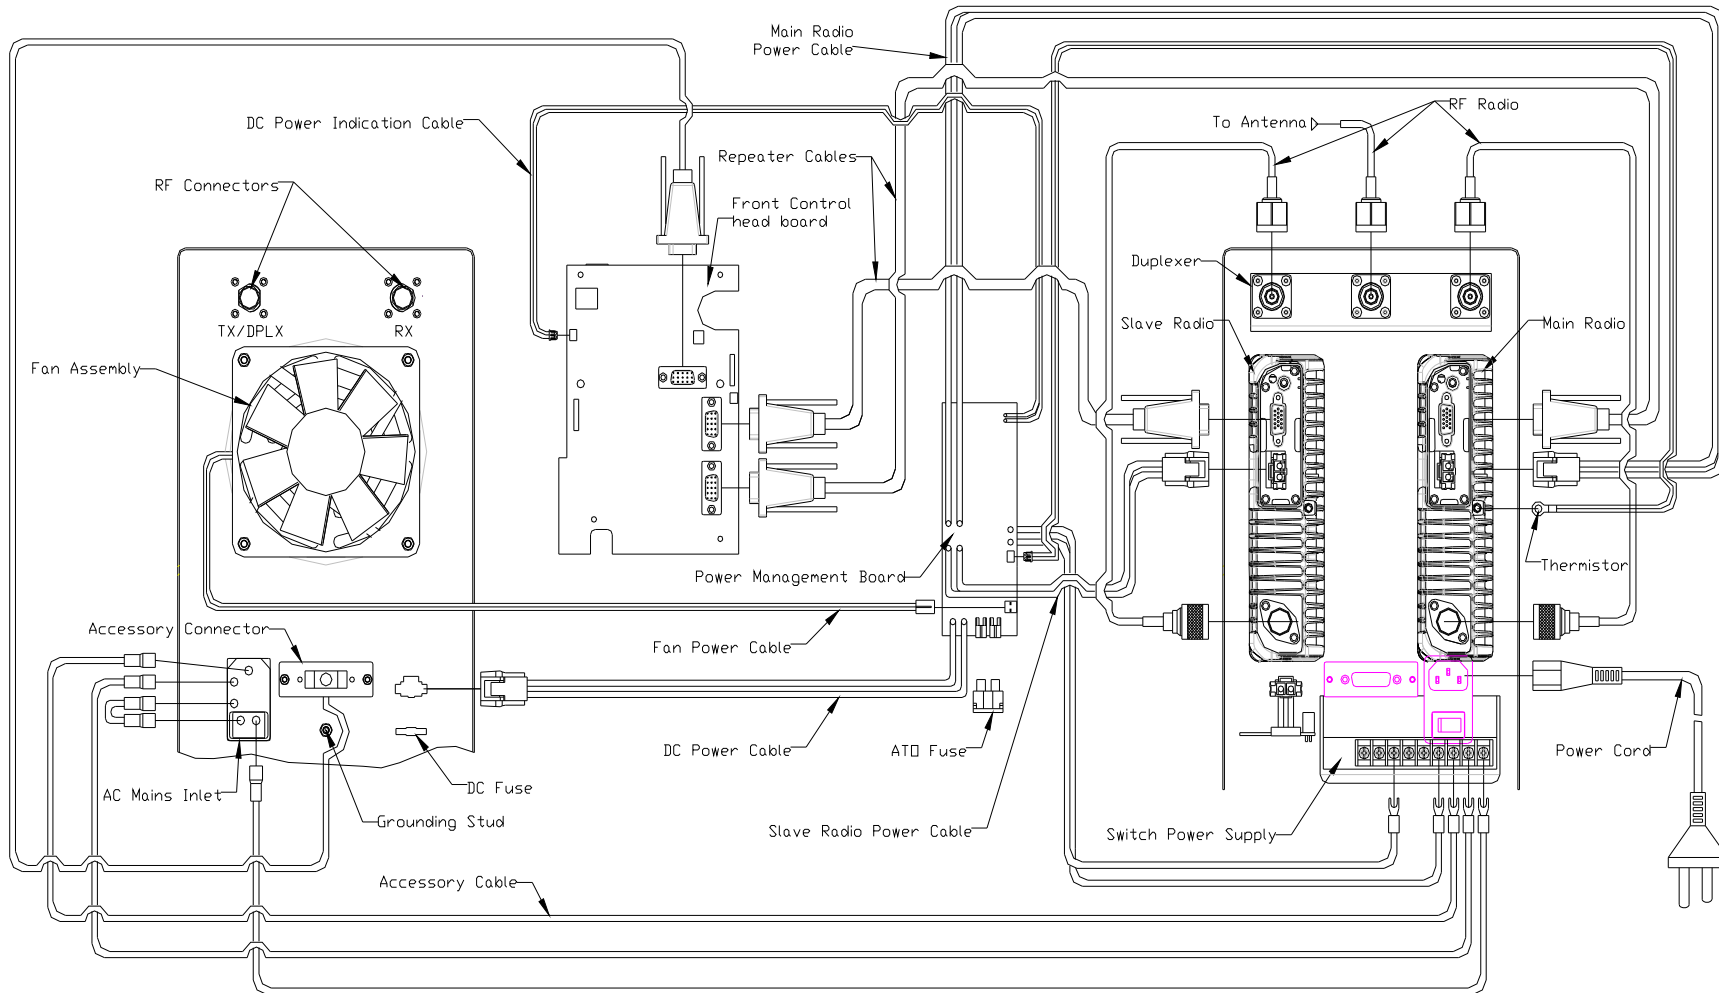 Main Radio
Power Cable
DC Power Indication Cable
To Antenna
RF Radio
Repeater Cables
RF Connectors
Front Control
head board
Duplexer
TX/DPLX
RX
Slave Radio
Main Radio
Fan Assembly
Power Management Board
Thermistor
Accessory Connector
Fan Power Cable
DC Power Cable
ATO Fuse
Power Cord
AC Mains Inlet
DC Fuse
Grounding Stud
Slave Radio Power Cable
Switch Power Supply
Accessory Cable